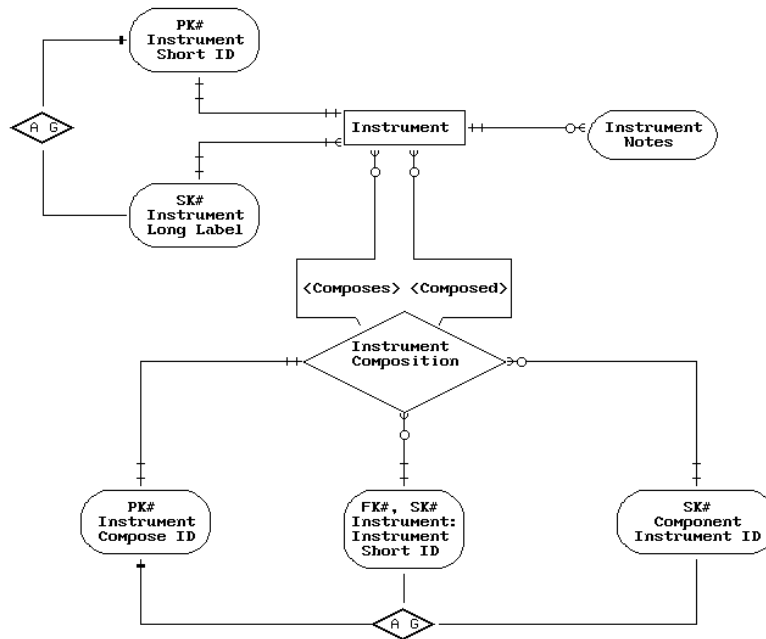 PK#
Instrument
Short ID
A G
Instrument
Instrument
Notes
SK#
Instrument
Long Label
<Composes> <Composed>
Instrument
Composition
PK#
Instrument
Compose ID
FK#, SK#
Instrument:
Instrument
Short ID
SK#
Component
Instrument ID
A G